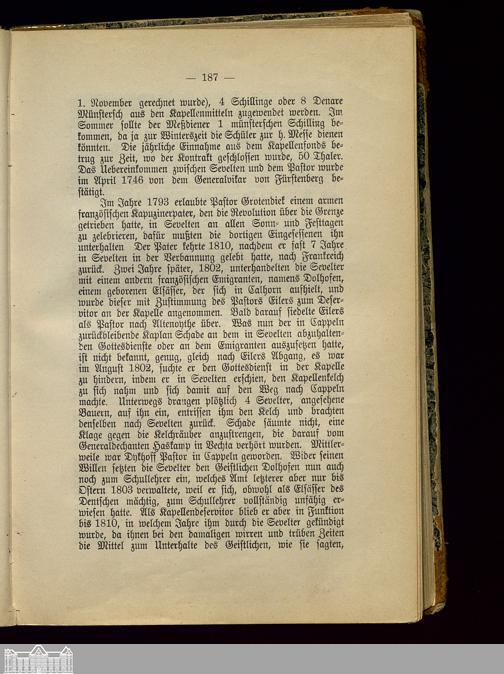 — 187 —
1. November gerechnet wurde), 4 Schillinge oder 8 Denare
Münstersch aus den Kapellenmitteln zugewendet werden. Im
Sommer sollte der Meßdiener 1 münsterschen Schilling be-
kommen, da ja zur Winterszeit die Schüler zur h. Messe dienen
könnten. Die jährliche Einnahme aus dem Kapellenfonds be-
trug zur Zeit, wo der Kontrakt geschlossen wurde, 50 Thaler.
Das Uebereinkommen zwischen Sevelten und dem Pastor wurde
im April 1746 von dem Generalvikar von Fürstenberg be-
stätigt.
Im Jahre 1793 erlaubte Pastor Grotendiek einem armen
französischen Kapuzinerpater, den die Revolution über die Grenze
getrieben hatte, in Sevelten an allen Sonn- und Festtagen
zu zelebrieren, dafür mußten die dortigen Eingesessenen ihn
unterhalten Der Pater kehrte 1810, nachdem er fast 7 Jahre
in Sevelten in der Verbannung gelebt hatte, nach Frankreich
zurück. Zwei Jahre später, 1802, unterhandelten die Sevelter
mit einem andern französischen Emigranten, namens Dolhofen,
einem geborenen Elsässer, der sich in Calhorn aufhielt, und
wurde dieser mit Zustimmung des Pastors Eilers zum Deser-
vitor an der Kapelle angenommen. Bald darauf siedelte Eilers
als Pastor nach Altenoythe über. Was nun der in Cappeln
zurückbleibende Kaplan Schade an dem in Sevelten abzuhalten-
den Gottesdienste oder an dem Emigranten auszusetzen hatte,
ist nicht bekannt, genug, gleich nach Eilers Abgang, es war
im August 1802, suchte er den Gottesdienst in der Kapelle
zu hindern, indem er in Sevelten erschien, den Kapellenkelch
zu sich nahm und sich damit auf den Weg nach Cappeln
machte. Unterwegs drangen plötzlich 4 Sevelter, angesehene
Bauern, auf ihn ein, entrissen ihm den Kelch und brachten
denselben nach Sevelten zurück. Schade säumte nicht, eine
Klage gegen die Kelchräuber anzustrengen, die darauf vom
Generaldechanten Haskamp in Vechta verhört wurden. Mittler-
weile war Dykhoff Pastor in Cappeln geworden. Wider seinen
Willen setzten die Sevelter den Geistlichen Dolhofen nun auch
noch zum Schullehrer ein, welches Amt letzterer aber nur bis
Ostern 1803 verwaltete, weil er sich, obwohl als Elsässer des
Deutschen mächtig, zum Schullehrer vollständig unfähig er-
wiesen hatte. Als Kapellendeservitor blieb er aber in Funktion
bis 1810, in welchem Jahre ihm durch die Sevelter gekündigt
wurde, da ihnen bei den damaligen wirren und trüben Zeiten
die Mittel zum Unterhalte des Geistlichen, wie sie sagten,